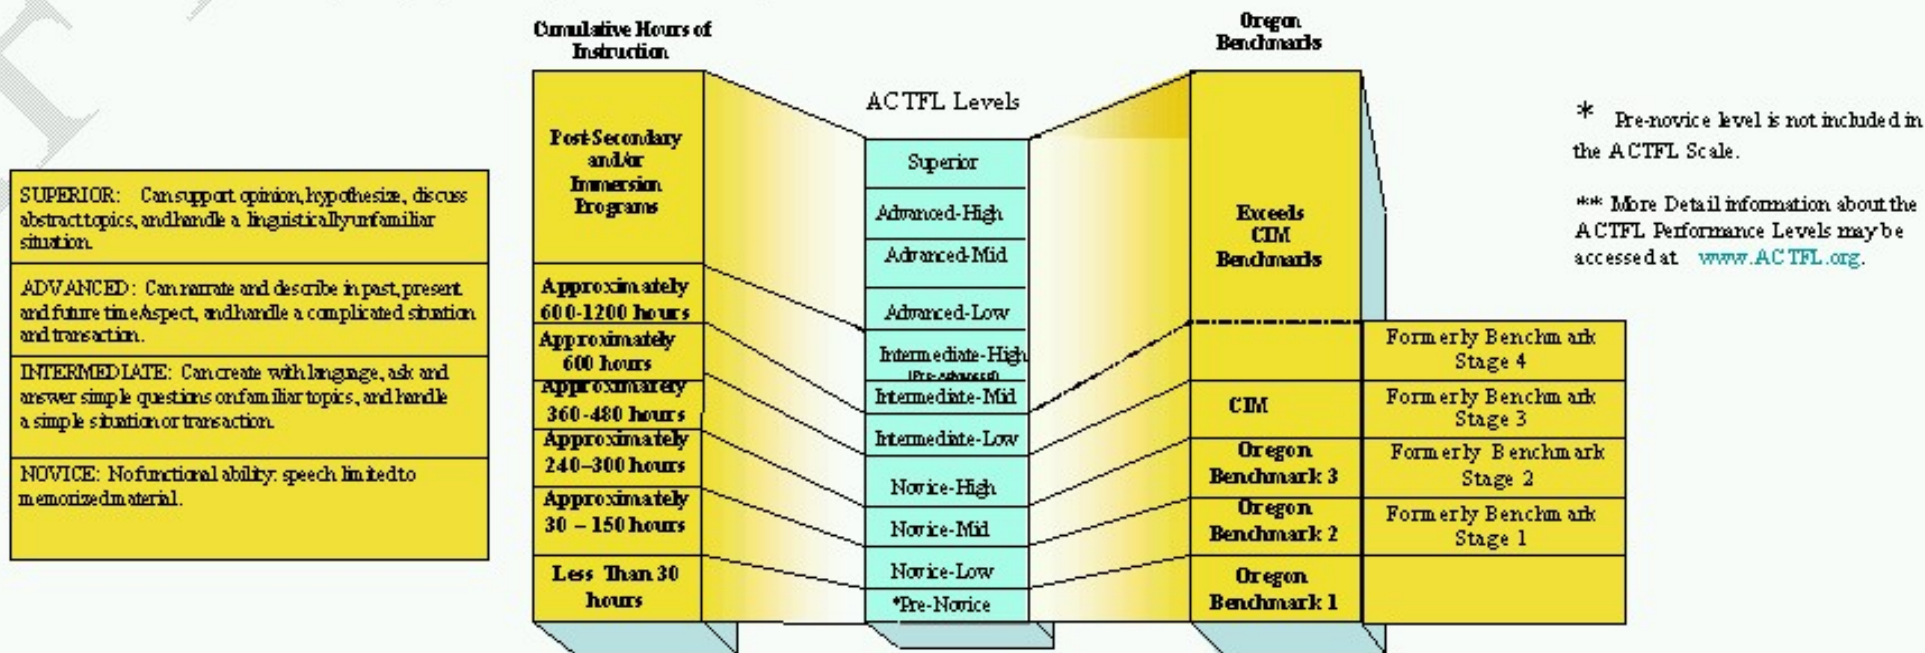 Cumulative Hours of
Instruction
Oregon
Benchmarks
ACTFL Levels
SUPERIOR: Can support opinion, hypothesize, discuss
abstract topics, and handle a linguistically unfamiliar
situation.
ADVANCED: Can narrate and describe in past, present
and future time/Aspect, and handle a complicated situation
and transaction.
INTERMEDIATE: Can create with language, ask and
answer simple questions on familiar topics, and handle
a simple situation or transaction.
NOVICE: No functional ability: speech limited to
memorized material.
Post-Secondary
and/or
Immersion
Programs
Approximately
600-1200 hours
Approximately
600 hours
Approximately
360-480 hours
Approximately
240-300 hours
Approximately
30 – 150 hours
Less Than 30
hours
Superior
Advanced-High
Advanced-Mid
Advanced-Low
Intermediate-High
(Pre-Advanced)
Intermediate-Mid
Intermediate-Low
Novice-High
Novice-Mid
Novice-Low
*Pre-Novice
Exceeds
CIM
Benchmarks
CIM
Oregon
Benchmark 3
Oregon
Benchmark 2
Oregon
Benchmark 1
Formerly Benchmark
Stage 4
Formerly Benchmark
Stage 3
Formerly Benchmark
Stage 2
Formerly Benchmark
Stage 1
* Pre-novice level is not included in
the ACTFL Scale.
** More Detail information about the
ACTFL Performance Levels may be
accessed at www.ACTFL.org.